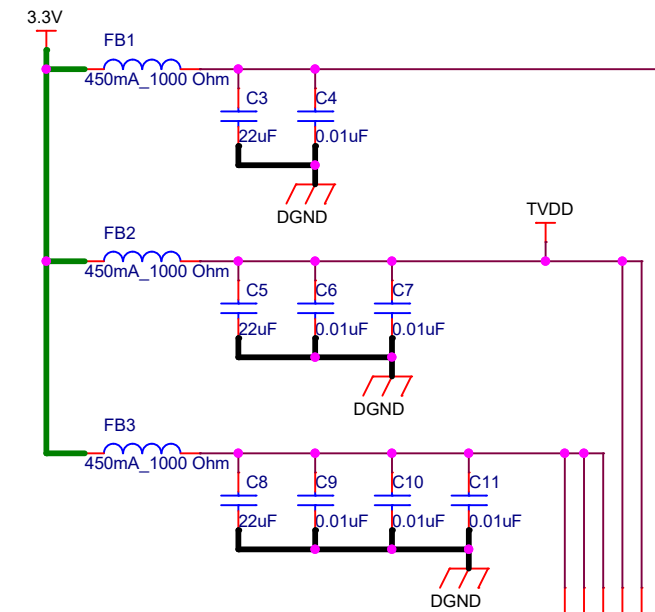 3.3V
FB1
450mA_1000 Ohm
C3
C4
22uF
0.01uF
DGND
TVDD
FB2
450mA_1000 Ohm
C5
C6
C7
22uF
0.01uF
0.01uF
DGND
FB3
450mA_1000 Ohm
C8
C9
C10
C11
22uF
0.01uF
0.01uF
0.01uF
DGND